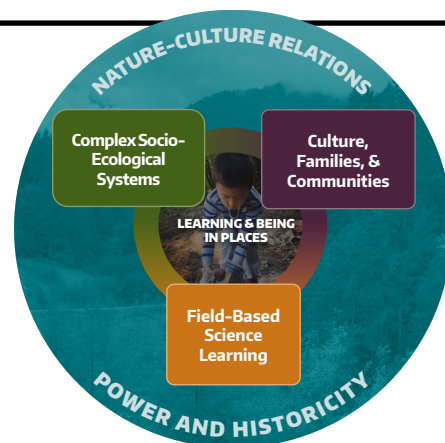 NATURE-CULTURE RELATIONS
Complex Socio-
Ecological
Systems
Culture,
Families, &
Communities
LEARNING & BEING
IN PLACES
Field-Based
Science
Learning
POWER AND HISTORICITY